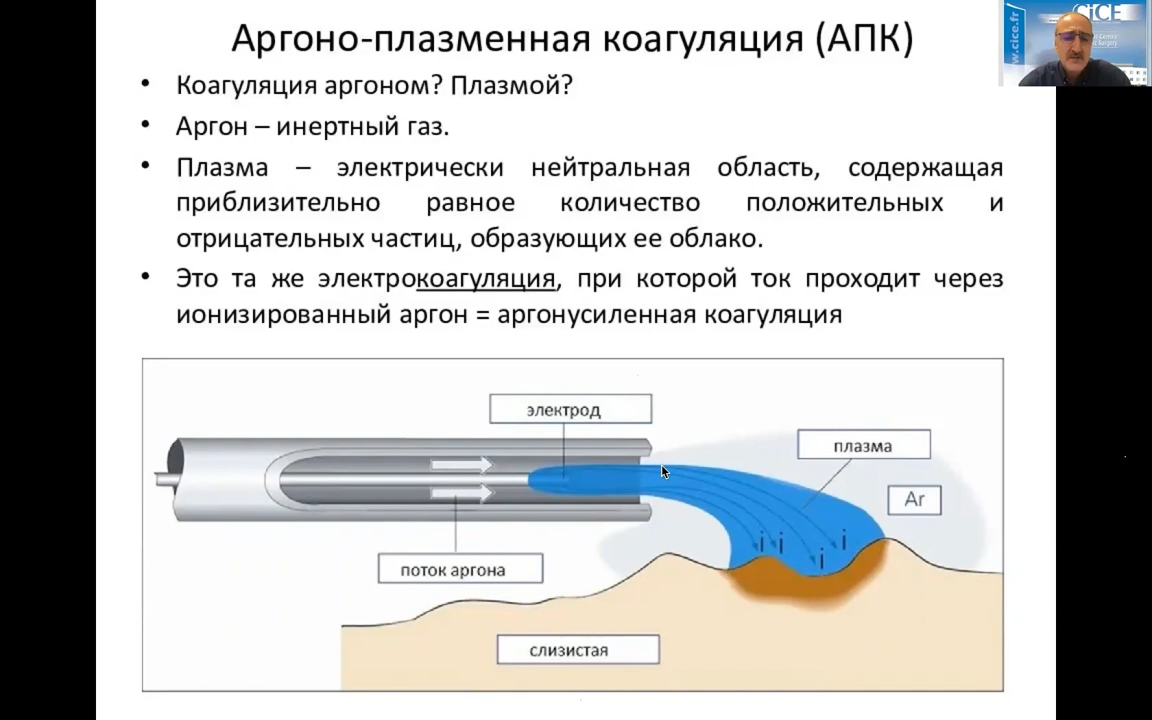 Аргоно-плазменная коагуляция (АПК)
• Коагуляция аргоном? Плазмой?
• Аргон – инертный газ.
• Плазма – электрически нейтральная область, содержащая
приблизительно равное количество положительных и
отрицательных частиц, образующих ее облако.
• Это та же электрокоагуляция, при которой ток проходит через
ионизированный аргон = аргонусиленная коагуляция
электрод
плазма
Ar
i i i i
поток аргона
слизистая
CiCE
www.cice.fr